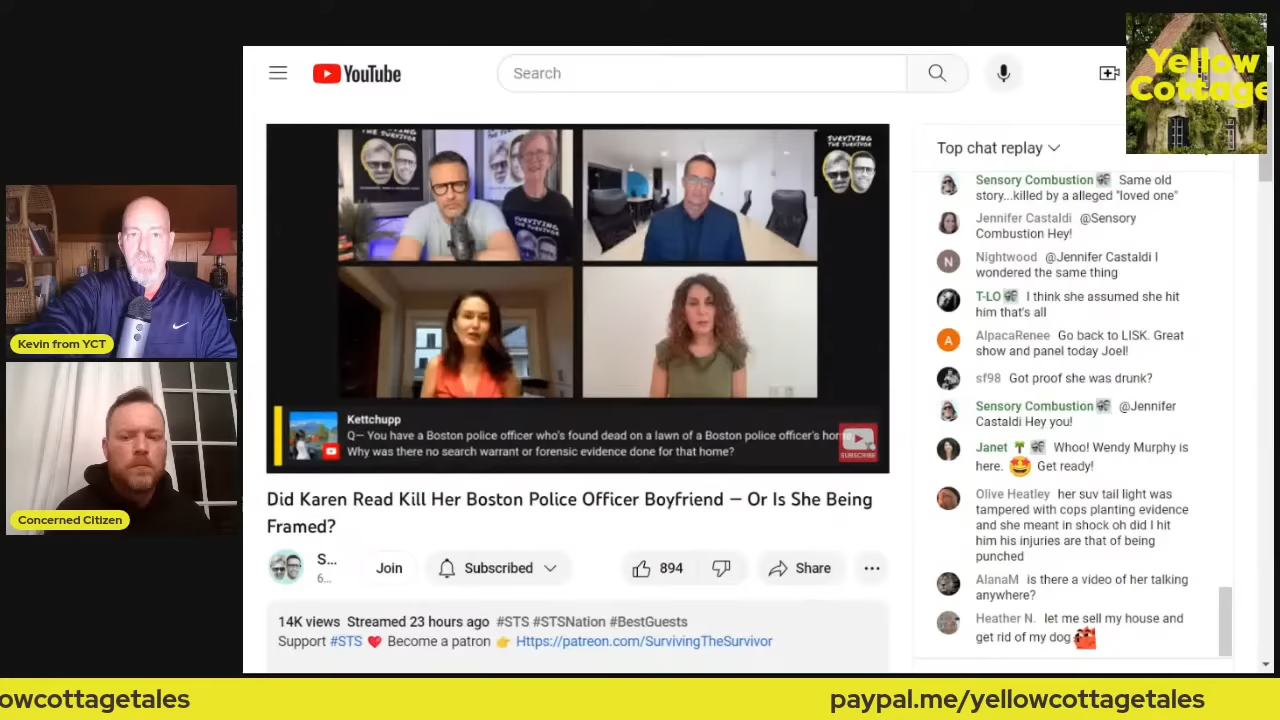 YouTube
Search
Yellow
Cottage
SURVIVING
THE SURVIVOR
Kettchupp
Q— You have a Boston police officer who's found dead on a lawn of a Boston police officer's home
Why was there no search warrant or forensic evidence done for that home?
SUBSCRIBE
Did Karen Read Kill Her Boston Police Officer Boyfriend — Or Is She Being
Framed?
S...
6...
Join
Subscribed
894
Share
14K views Streamed 23 hours ago #STS #STSNation #BestGuests
Support #STS ❤️ Become a patron 👉 Https://patreon.com/SurvivingTheSurvivor
Top chat replay
Sensory Combustion Same old
story...killed by a alleged "loved one"
Jennifer Castaldi @Sensory
Combustion Hey!
Nightwood @Jennifer Castaldi I
wondered the same thing
T-LO I think she assumed she hit
him that's all
AlpacaRenee Go back to LISK. Great
show and panel today Joel!
sf98 Got proof she was drunk?
Sensory Combustion @Jennifer
Castaldi Hey you!
Janet 🌴 Whoo! Wendy Murphy is
here. 🤩 Get ready!
Olive Heatley her suv tail light was
tampered with cops planting evidence
and she meant in shock oh did I hit
him his injuries are that of being
punched
AlanaM is there a video of her talking
anywhere?
Heather N. let me sell my house and
get rid of my dog
Kevin from YCT
Concerned Citizen
owcottagetales
paypal.me/yellowcottagetales